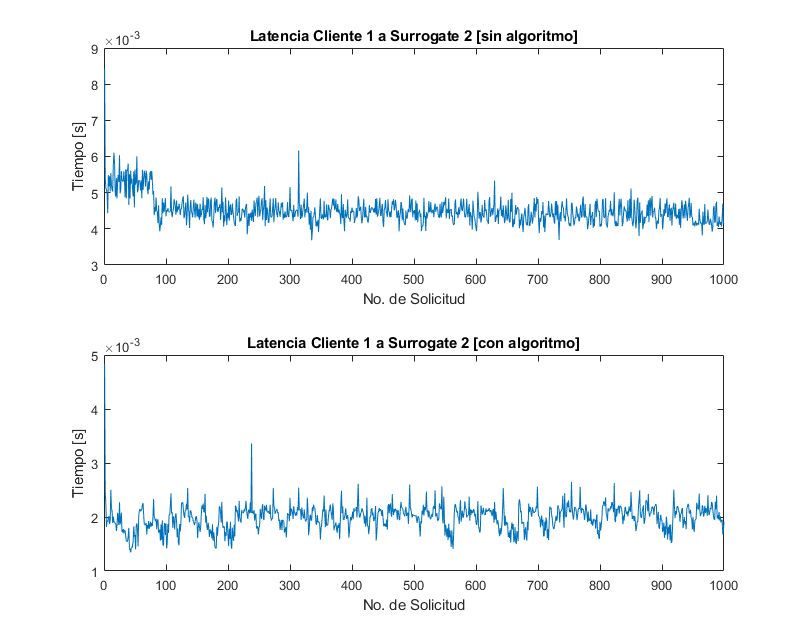 Latencia Cliente 1 a Surrogate 2 [sin algoritmo]
×10⁻³
9
8
7
6
5
4
3
Tiempo [s]
0 100 200 300 400 500 600 700 800 900 1000
No. de Solicitud
Latencia Cliente 1 a Surrogate 2 [con algoritmo]
×10⁻³
5
4
3
2
1
Tiempo [s]
0 100 200 300 400 500 600 700 800 900 1000
No. de Solicitud